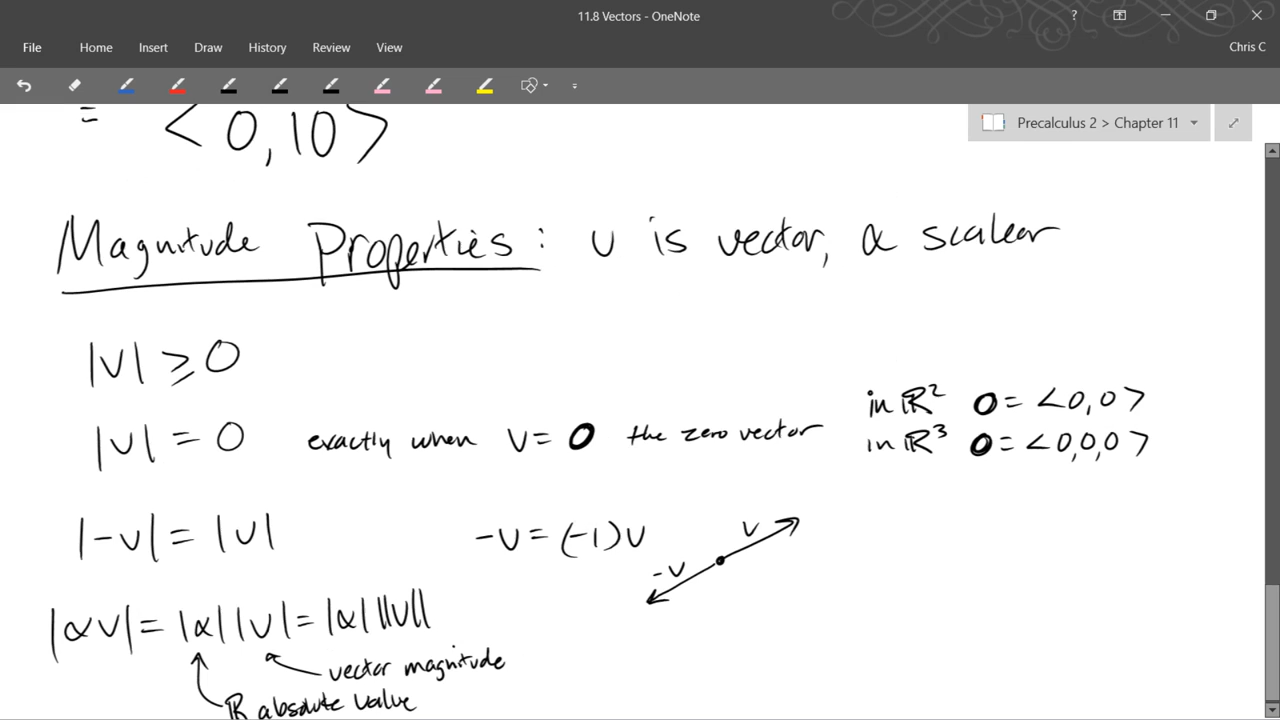 11.8 Vectors - OneNote
?
File Home Insert Draw History Review View
Chris C
Precalculus 2 > Chapter 11
= <0,10>
Magnitude Properties: v is vector, α scalear
|v| ≥ 0
|v| = 0 exactly when v = 0 the zero vector
in ℝ² 0 = <0,0>
in ℝ³ 0 = <0,0,0>
|-v| = |v| -v = (-1)v
v
-v
|αv| = |α||v| = |α| ||v||
vector magnitude
ℝ absolute value